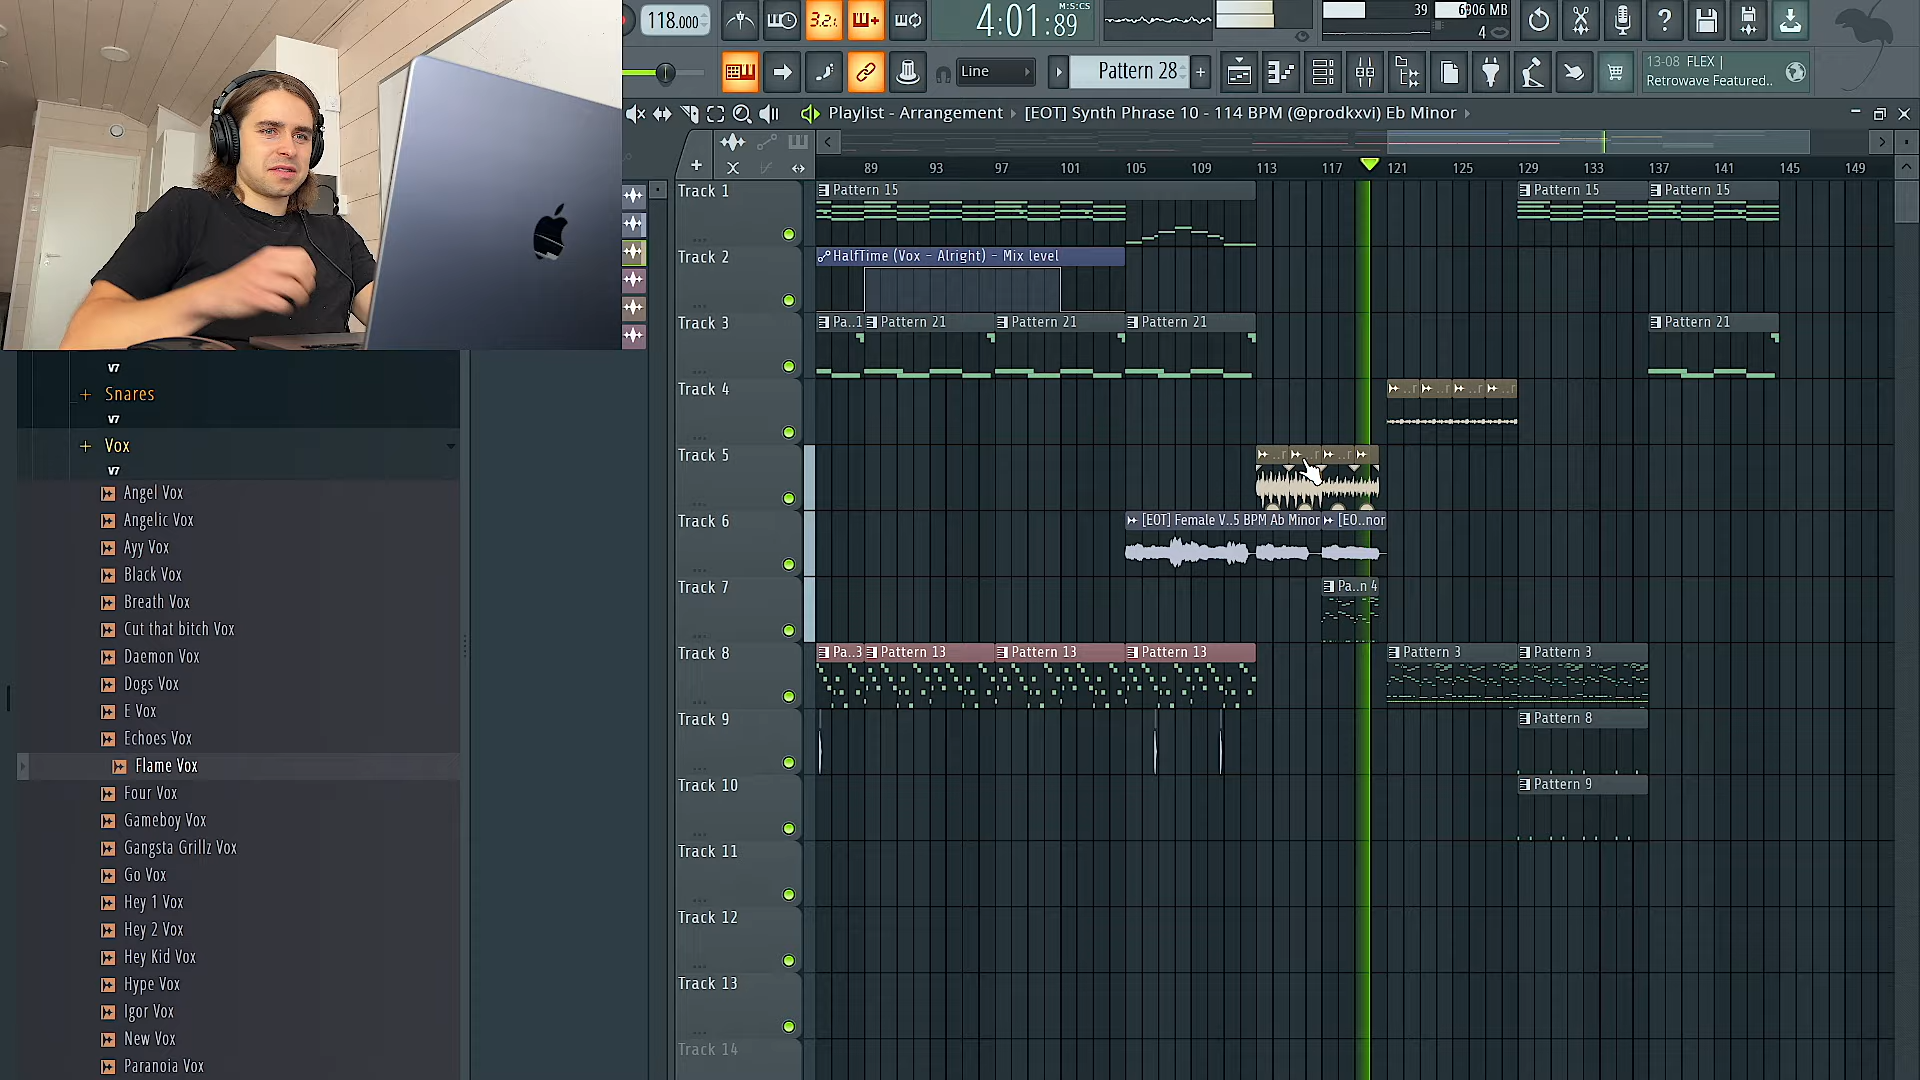 118.000
3.2.
4:01:89
M:S:CS
39
6906 MB
4
Line
Pattern 28
13-08 FLEX |
Retrowave Featured..
Playlist - Arrangement
[EOT] Synth Phrase 10 - 114 BPM (@prodkxvi) Eb Minor
89 93 97 101 105 109 113 117 121 125 129 133 137 141 145 149
Track 1
Pattern 15
Pattern 15
Pattern 15
Track 2
HalfTime (Vox - Alright) - Mix level
Track 3
Pa..1
Pattern 21
Pattern 21
Pattern 21
Pattern 21
Track 4
..r
..r
..r
..r
Track 5
..r
..r
..r
Track 6
[EOT] Female V..5 BPM Ab Minor
[EO..nor
Track 7
Pa..n 4
Track 8
Pa..3
Pattern 13
Pattern 13
Pattern 13
Pattern 3
Pattern 3
Track 9
Pattern 8
Track 10
Pattern 9
Track 11
Track 12
Track 13
Track 14
V7
Snares
V7
Vox
V7
Angel Vox
Angelic Vox
Ayy Vox
Black Vox
Breath Vox
Cut that bitch Vox
Daemon Vox
Dogs Vox
E Vox
Echoes Vox
Flame Vox
Four Vox
Gameboy Vox
Gangsta Grillz Vox
Go Vox
Hey 1 Vox
Hey 2 Vox
Hey Kid Vox
Hype Vox
Igor Vox
New Vox
Paranoia Vox